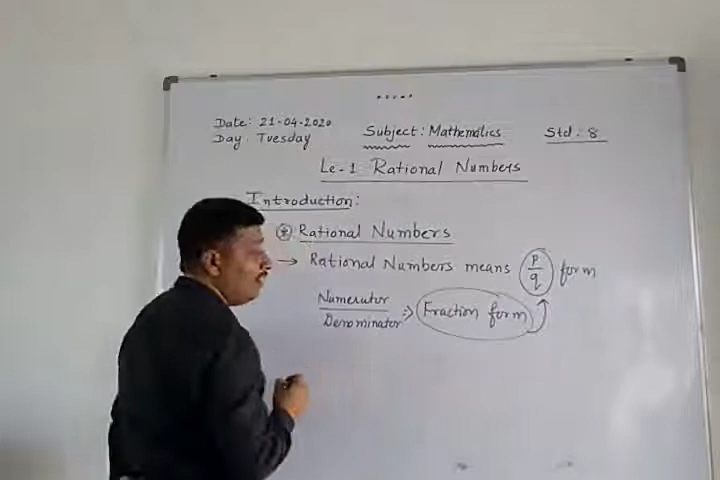 Date: 21-04-2020
Day: Tuesday
Subject: Mathematics
Std: 8
Le-1 Rational Numbers
Introduction:
* Rational Numbers
→ Rational Numbers means p/q form
Numerator
Denominator ⇒ Fraction form